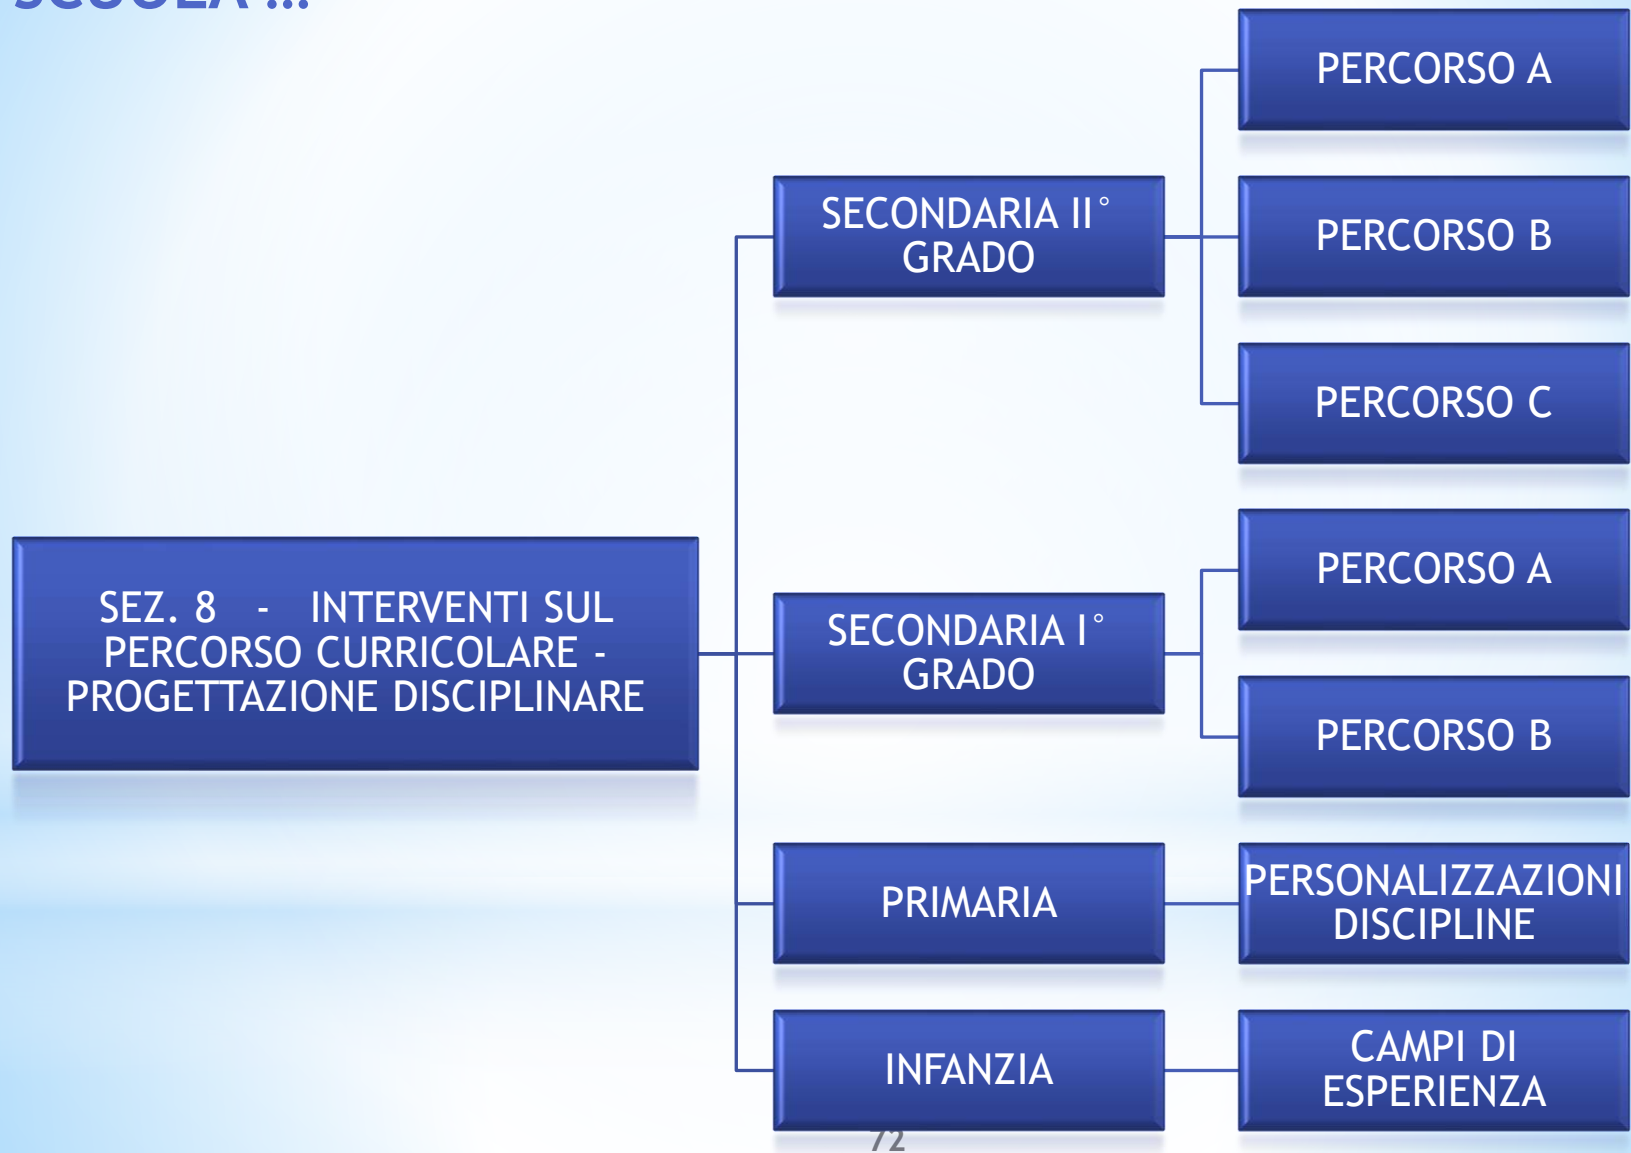 SCUOLA ...
SEZ. 8 - INTERVENTI SUL
PERCORSO CURRICOLARE -
PROGETTAZIONE DISCIPLINARE
SECONDARIA II°
GRADO
PERCORSO A
PERCORSO B
PERCORSO C
SECONDARIA I°
GRADO
PERCORSO A
PERCORSO B
PRIMARIA
PERSONALIZZAZIONI
DISCIPLINE
INFANZIA
CAMPI DI
ESPERIENZA
72